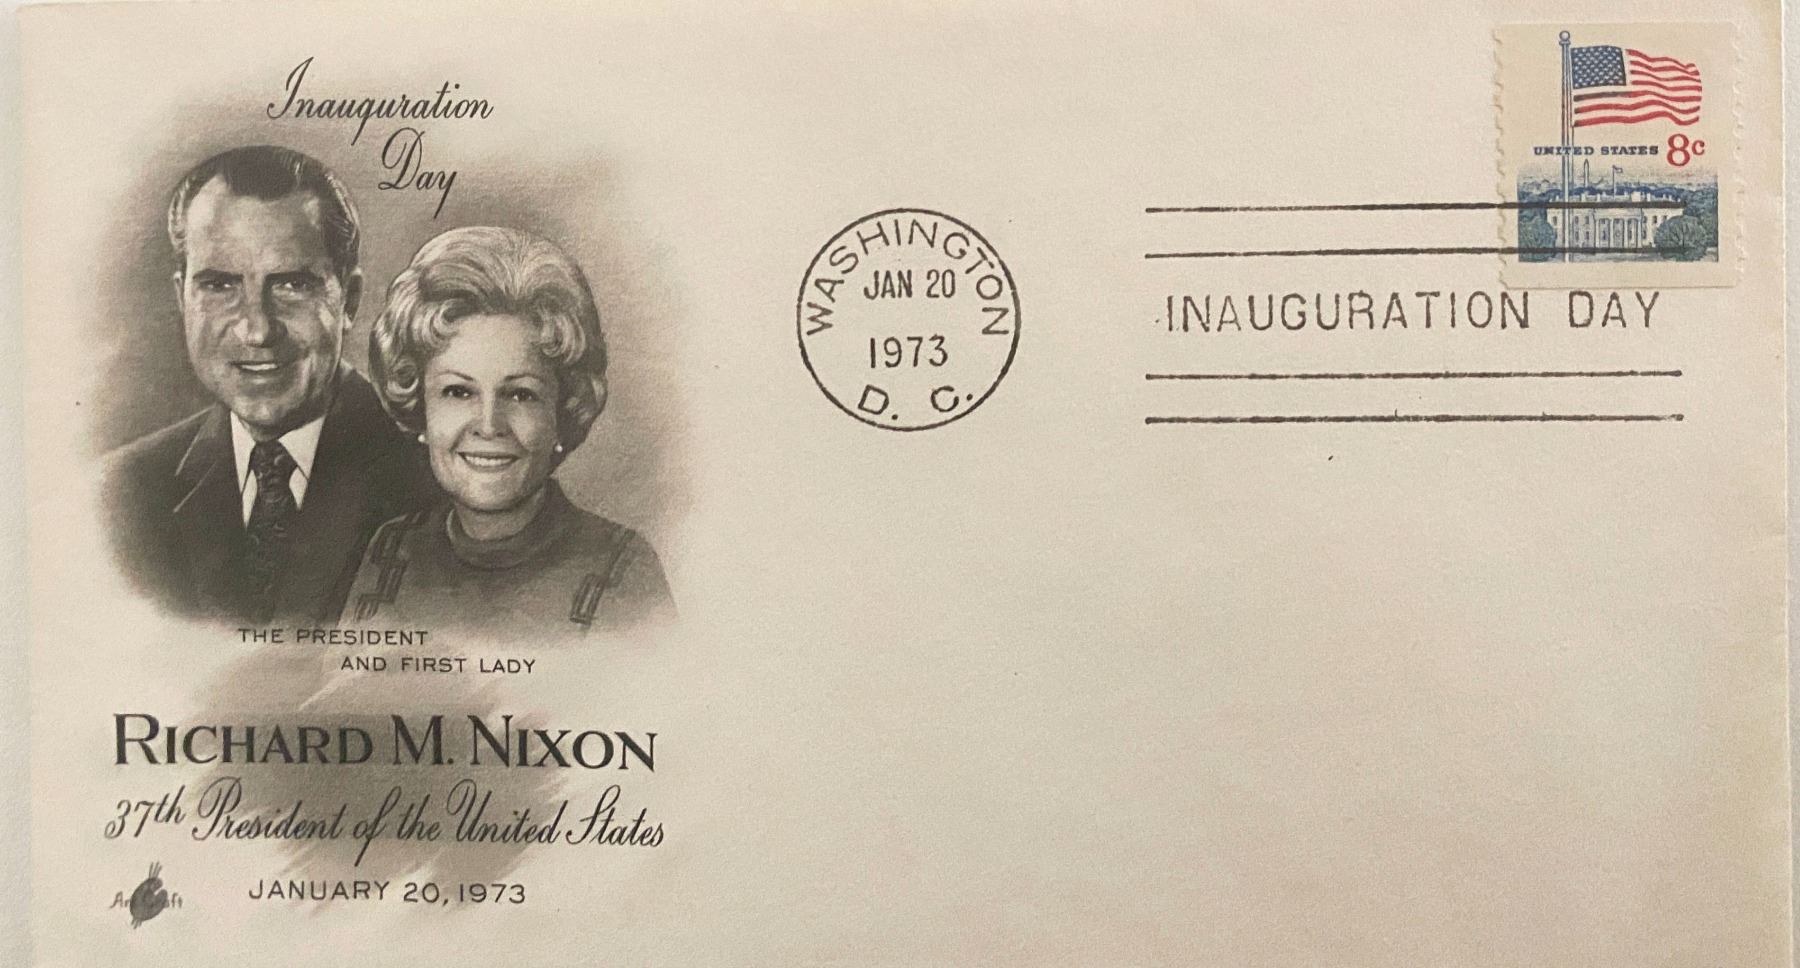 Inauguration
Day
THE PRESIDENT
AND FIRST LADY
RICHARD M. NIXON
37th President of the United States
ArtCraft
JANUARY 20, 1973
WASHINGTON
JAN 20
1973
D. C.
UNITED STATES 8c
INAUGURATION DAY